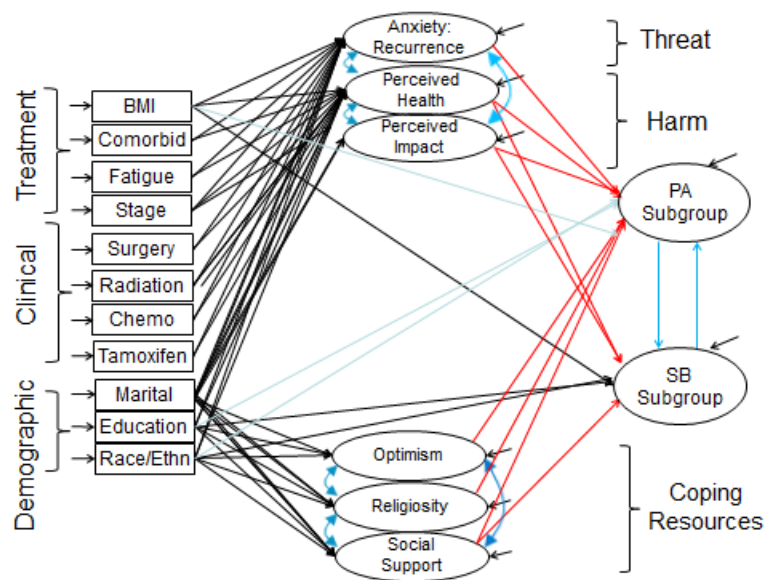 Anxiety:
Recurrence
Threat
Perceived
Health
Perceived
Impact
Harm
Treatment
BMI
Comorbid
Fatigue
Stage
PA
Subgroup
Clinical
Surgery
Radiation
Chemo
Tamoxifen
SB
Subgroup
Demographic
Marital
Education
Race/Ethn
Optimism
Religiosity
Social
Support
Coping
Resources